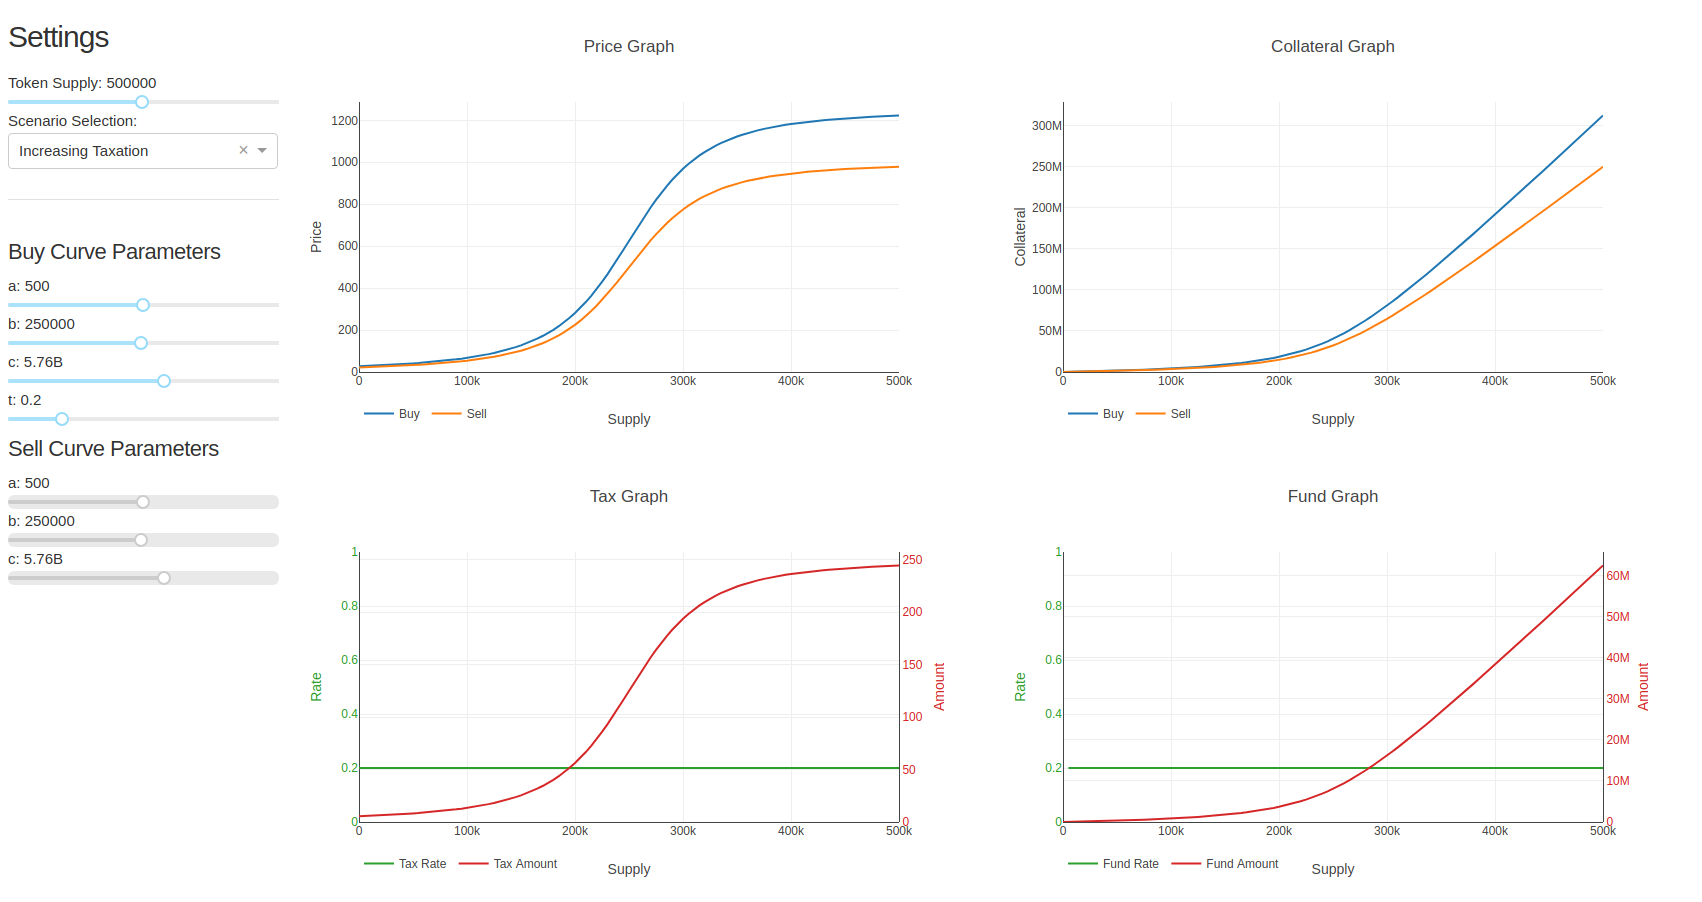 Settings
Token Supply: 500000
Scenario Selection:
Increasing Taxation × 
Buy Curve Parameters
a: 500
b: 250000
c: 5.76B
t: 0.2
Sell Curve Parameters
a: 500
b: 250000
c: 5.76B
Price Graph
1200
1000
800
600
400
200
0
Price
0 100k 200k 300k 400k 500k
Buy Sell
Supply
Collateral Graph
300M
250M
200M
150M
100M
50M
0
Collateral
0 100k 200k 300k 400k 500k
Buy Sell
Supply
Tax Graph
1
0.8
0.6
0.4
0.2
0
Rate
250
200
150
100
50
0
Amount
0 100k 200k 300k 400k 500k
Tax Rate Tax Amount
Supply
Fund Graph
1
0.8
0.6
0.4
0.2
0
Rate
60M
50M
40M
30M
20M
10M
0
Amount
0 100k 200k 300k 400k 500k
Fund Rate Fund Amount
Supply